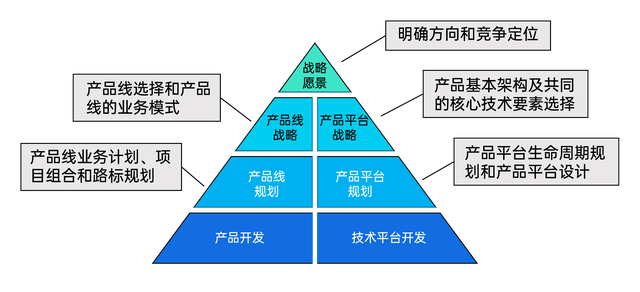 明确方向和竞争定位
战略
愿景
产品线选择和产品
线的业务模式
产品基本架构及共同
的核心技术要素选择
产品线
战略
产品平台
战略
产品线业务计划、项
目组合和路标规划
产品平台生命周期规
划和产品平台设计
产品线
规划
产品平台
规划
产品开发
技术平台开发